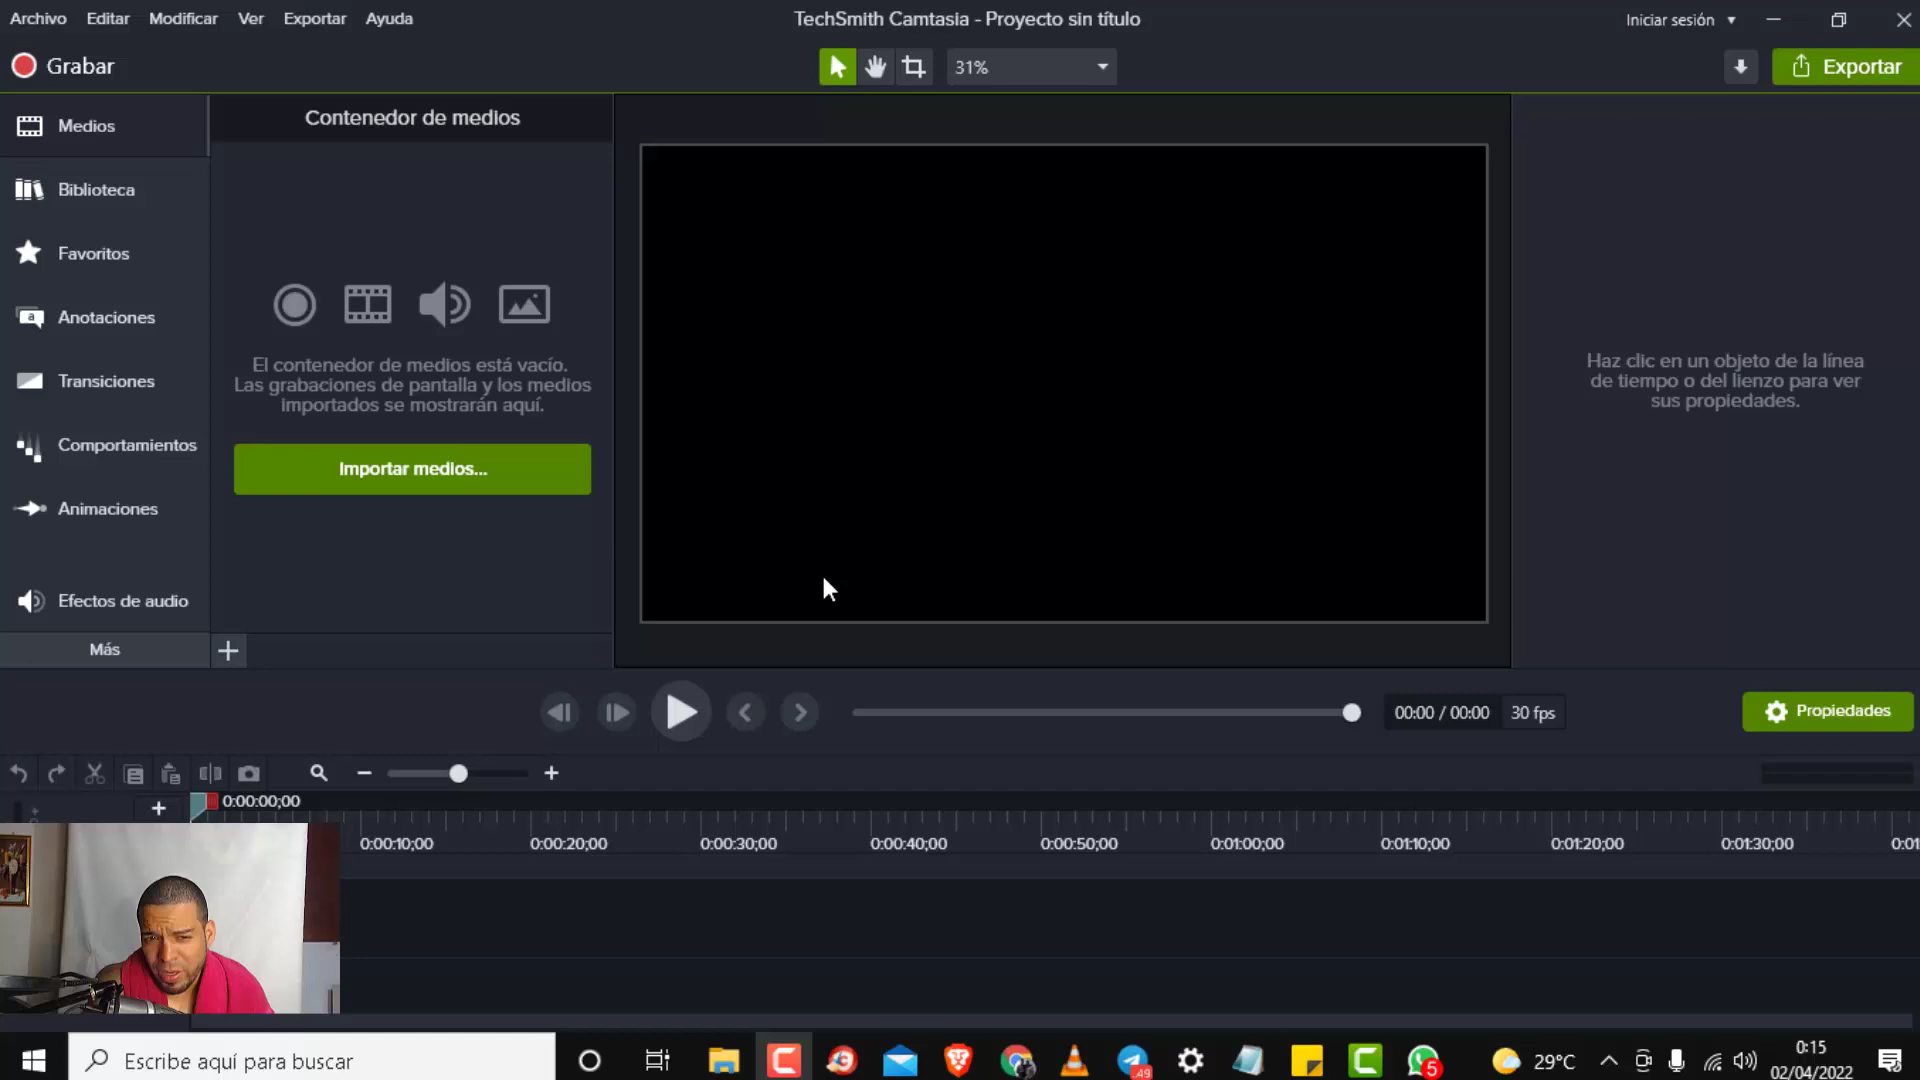 Archivo Editar Modificar Ver Exportar Ayuda
TechSmith Camtasia - Proyecto sin título
Iniciar sesión
Grabar
31%
Exportar
Medios
Biblioteca
Favoritos
Anotaciones
Transiciones
Comportamientos
Animaciones
Efectos de audio
Más
Contenedor de medios
El contenedor de medios está vacío.
Las grabaciones de pantalla y los medios
importados se mostrarán aquí.
Importar medios...
Haz clic en un objeto de la línea
de tiempo o del lienzo para ver
sus propiedades.
00:00 / 00:00 30 fps
Propiedades
0:00:00;00
0:00:10;00 0:00:20;00 0:00:30;00 0:00:40;00 0:00:50;00 0:01:00;00 0:01:10;00 0:01:20;00 0:01:30;00 0:01
Escribe aquí para buscar
49
5
29°C
0:15
02/04/2022